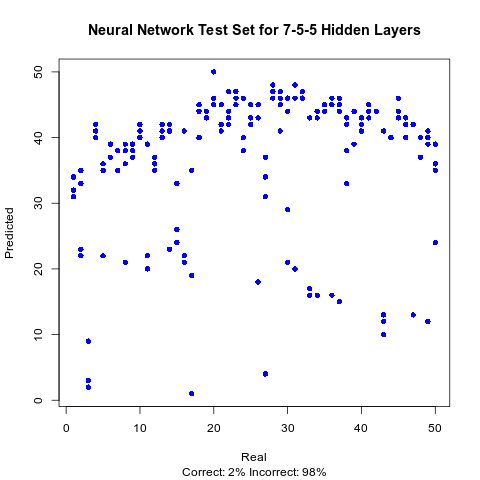 Neural Network Test Set for 7-5-5 Hidden Layers
Predicted
50
40
30
20
10
0
0 10 20 30 40 50
Real
Correct: 2% Incorrect: 98%